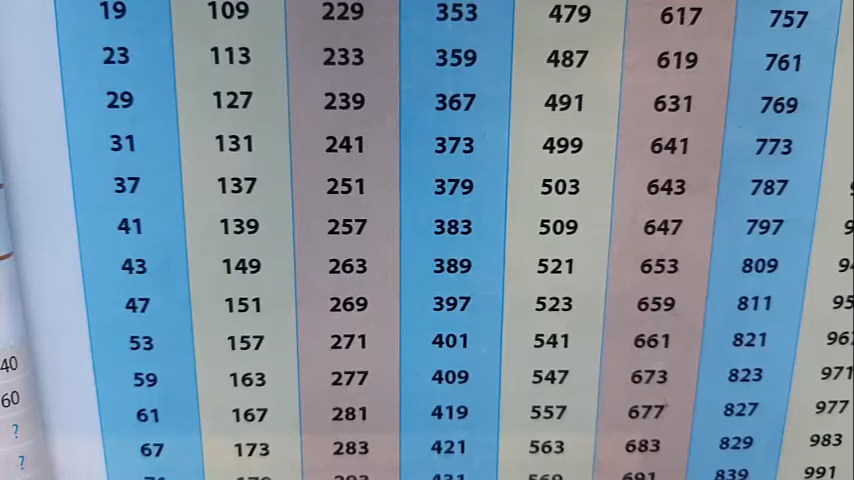 19 109 229 353 479 617 757
23 113 233 359 487 619 761
29 127 239 367 491 631 769
31 131 241 373 499 641 773
37 137 251 379 503 643 787
41 139 257 383 509 647 797
43 149 263 389 521 653 809
47 151 269 397 523 659 811
53 157 271 401 541 661 821
40 59 163 277 409 547 673 823 971
60 61 167 281 419 557 677 827 977
? 67 173 283 421 563 683 829 983
? 431 569 691 839 991